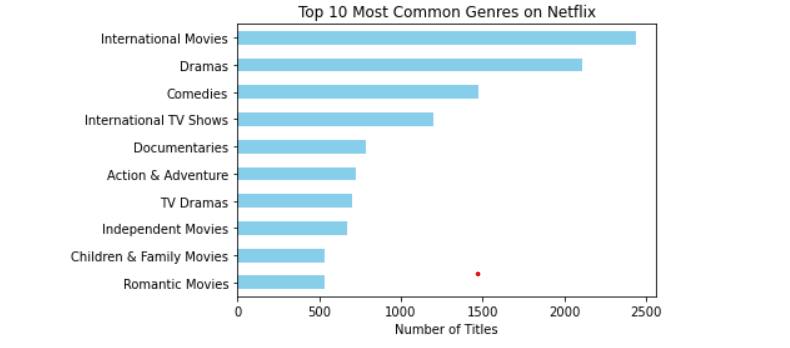 Top 10 Most Common Genres on Netflix
International Movies
Dramas
Comedies
International TV Shows
Documentaries
Action & Adventure
TV Dramas
Independent Movies
Children & Family Movies
Romantic Movies
0 500 1000 1500 2000 2500
Number of Titles